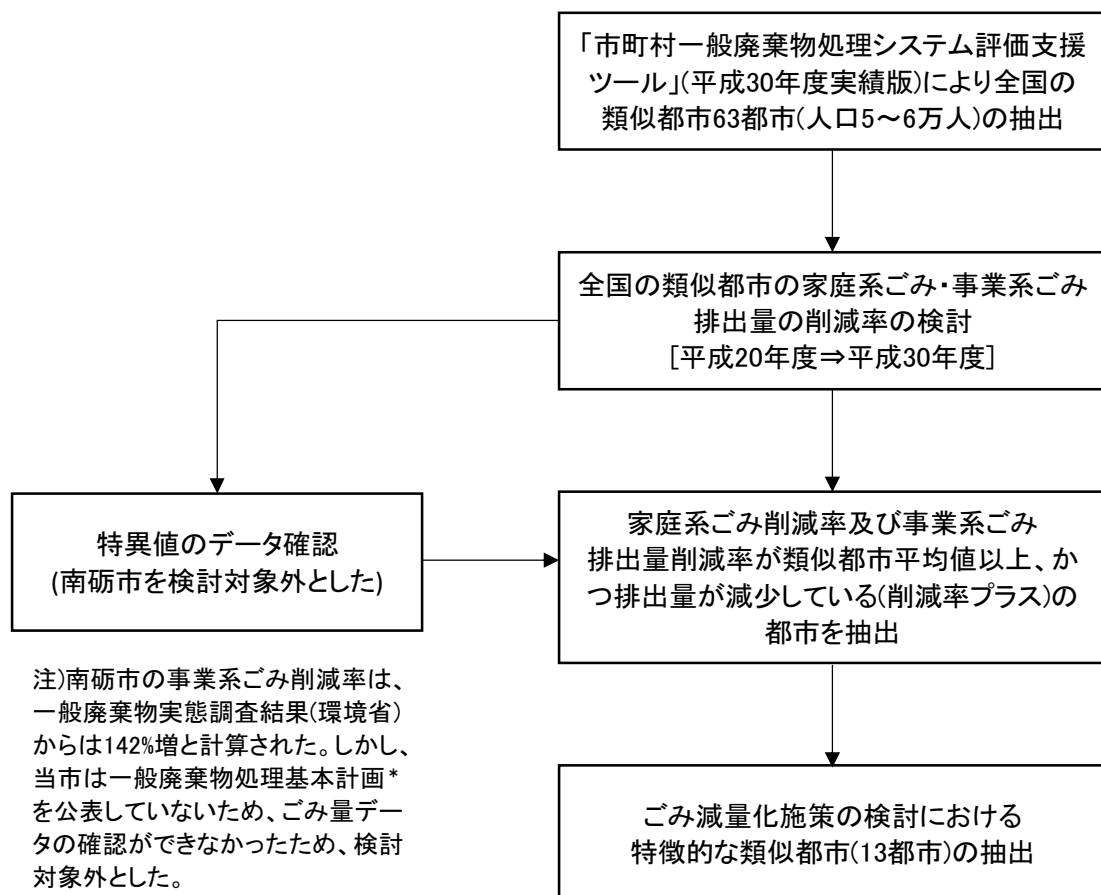 「市町村一般廃棄物処理システム評価支援
ツール」(平成30年度実績版)により全国の
類似都市63都市(人口5～6万人)の抽出
全国の類似都市の家庭系ごみ・事業系ごみ
排出量の削減率の検討
[平成20年度⇒平成30年度]
特異値のデータ確認
(南砺市を検討対象外とした)
家庭系ごみ削減率及び事業系ごみ
排出量削減率が類似都市平均値以上、か
つ排出量が減少している(削減率プラス)の
都市を抽出
注)南砺市の事業系ごみ削減率は、
一般廃棄物実態調査結果(環境省)
からは142%増と計算された。しかし、
当市は一般廃棄物処理基本計画*
を公表していないため、ごみ量デー
タの確認ができなかったため、検討
対象外とした。
ごみ減量化施策の検討における
特徴的な類似都市(13都市)の抽出